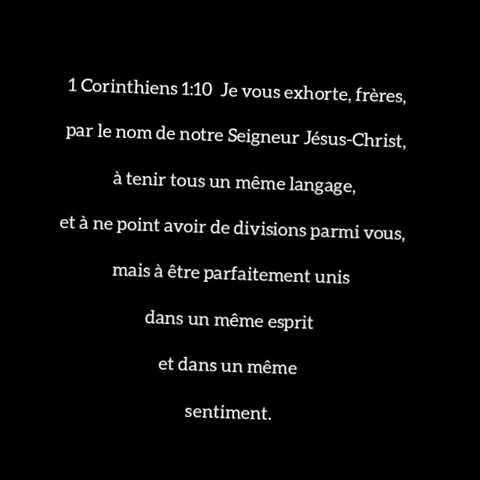 1 Corinthiens 1:10 Je vous exhorte, frères,
par le nom de notre Seigneur Jésus-Christ,
à tenir tous un même langage,
et à ne point avoir de divisions parmi vous,
mais à être parfaitement unis
dans un même esprit
et dans un même
sentiment.